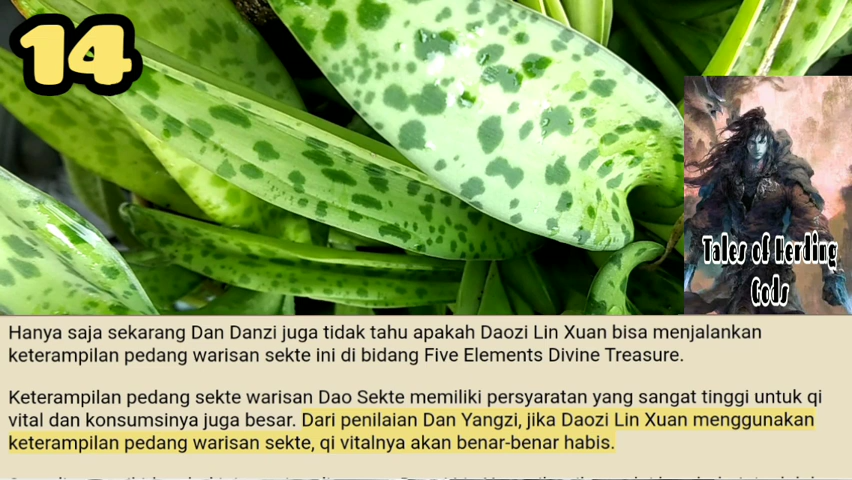 14
Tales of Herding
Gods
Hanya saja sekarang Dan Danzi juga tidak tahu apakah Daozi Lin Xuan bisa menjalankan
keterampilan pedang warisan sekte ini di bidang Five Elements Divine Treasure.
Keterampilan pedang sekte warisan Dao Sekte memiliki persyaratan yang sangat tinggi untuk qi
vital dan konsumsinya juga besar. Dari penilaian Dan Yangzi, jika Daozi Lin Xuan menggunakan
keterampilan pedang warisan sekte, qi vitalnya akan benar-benar habis.